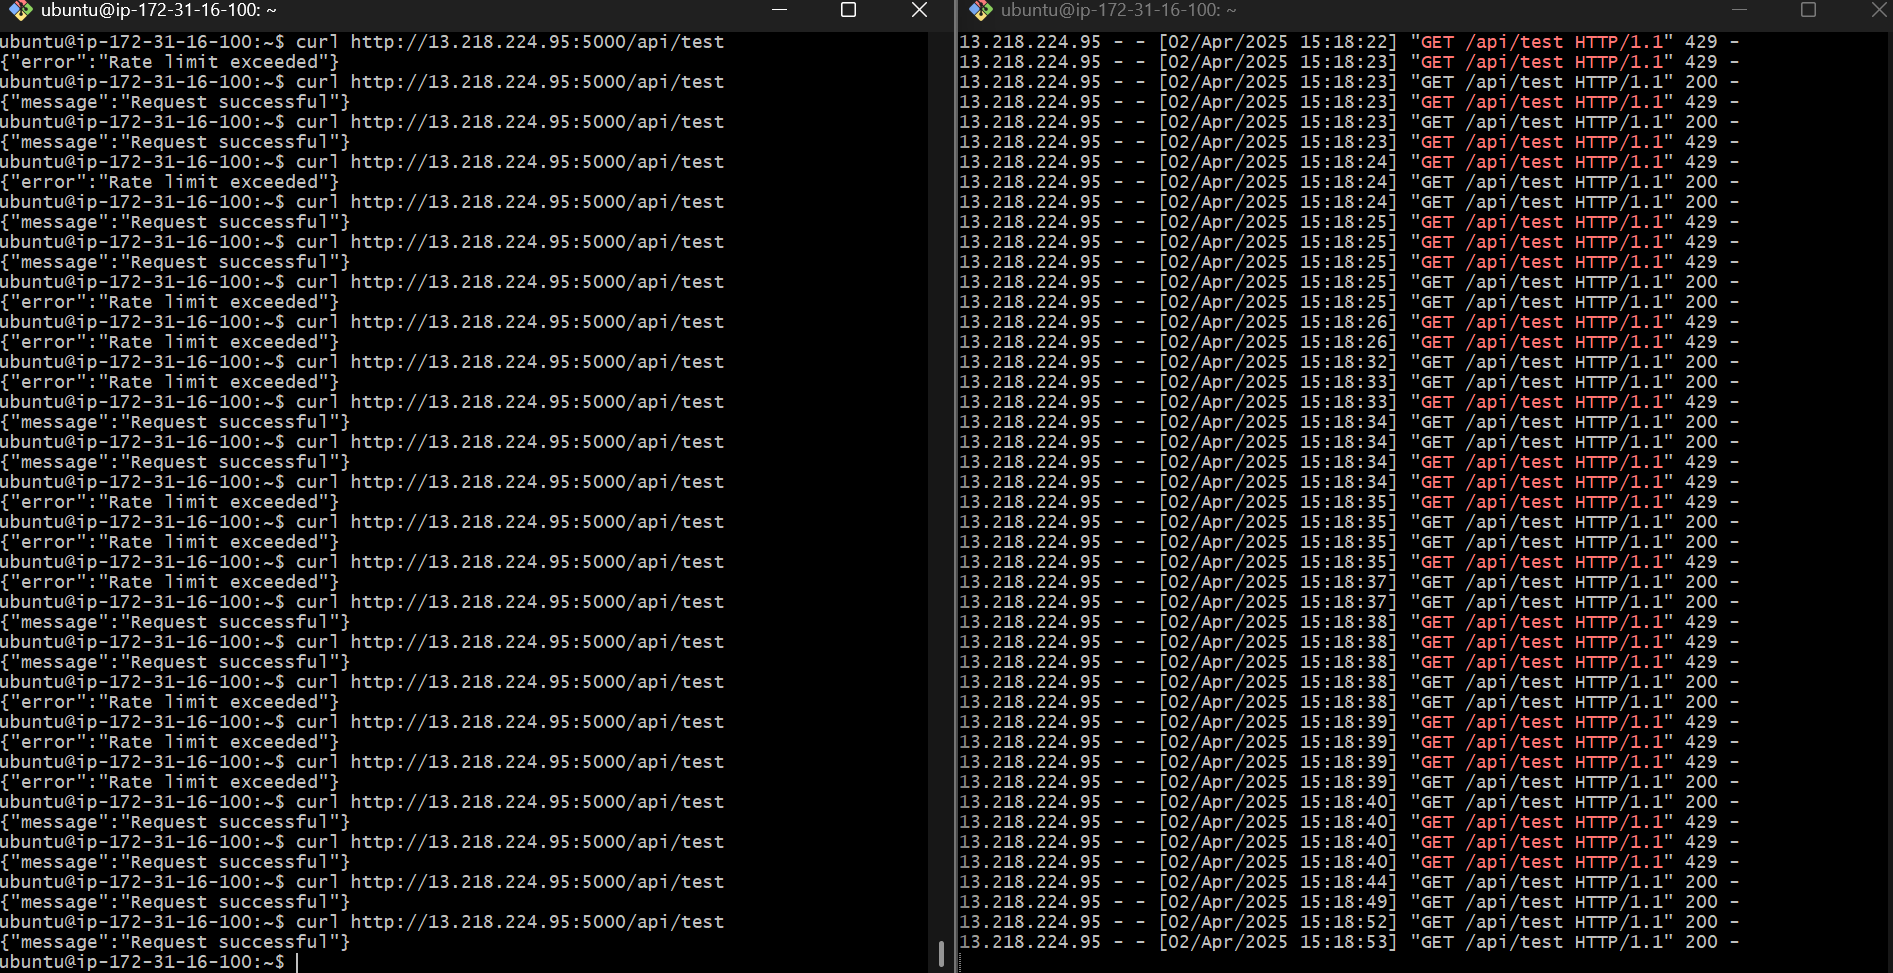 ubuntu@ip-172-31-16-100: ~
ubuntu@ip-172-31-16-100:~$ curl http://13.218.224.95:5000/api/test
{"error":"Rate limit exceeded"}
ubuntu@ip-172-31-16-100:~$ curl http://13.218.224.95:5000/api/test
{"message":"Request successful"}
ubuntu@ip-172-31-16-100:~$ curl http://13.218.224.95:5000/api/test
{"message":"Request successful"}
ubuntu@ip-172-31-16-100:~$ curl http://13.218.224.95:5000/api/test
{"error":"Rate limit exceeded"}
ubuntu@ip-172-31-16-100:~$ curl http://13.218.224.95:5000/api/test
{"message":"Request successful"}
ubuntu@ip-172-31-16-100:~$ curl http://13.218.224.95:5000/api/test
{"message":"Request successful"}
ubuntu@ip-172-31-16-100:~$ curl http://13.218.224.95:5000/api/test
{"error":"Rate limit exceeded"}
ubuntu@ip-172-31-16-100:~$ curl http://13.218.224.95:5000/api/test
{"error":"Rate limit exceeded"}
ubuntu@ip-172-31-16-100:~$ curl http://13.218.224.95:5000/api/test
{"error":"Rate limit exceeded"}
ubuntu@ip-172-31-16-100:~$ curl http://13.218.224.95:5000/api/test
{"message":"Request successful"}
ubuntu@ip-172-31-16-100:~$ curl http://13.218.224.95:5000/api/test
{"message":"Request successful"}
ubuntu@ip-172-31-16-100:~$ curl http://13.218.224.95:5000/api/test
{"error":"Rate limit exceeded"}
ubuntu@ip-172-31-16-100:~$ curl http://13.218.224.95:5000/api/test
{"error":"Rate limit exceeded"}
ubuntu@ip-172-31-16-100:~$ curl http://13.218.224.95:5000/api/test
{"error":"Rate limit exceeded"}
ubuntu@ip-172-31-16-100:~$ curl http://13.218.224.95:5000/api/test
{"message":"Request successful"}
ubuntu@ip-172-31-16-100:~$ curl http://13.218.224.95:5000/api/test
{"message":"Request successful"}
ubuntu@ip-172-31-16-100:~$ curl http://13.218.224.95:5000/api/test
{"error":"Rate limit exceeded"}
ubuntu@ip-172-31-16-100:~$ curl http://13.218.224.95:5000/api/test
{"error":"Rate limit exceeded"}
ubuntu@ip-172-31-16-100:~$ curl http://13.218.224.95:5000/api/test
{"error":"Rate limit exceeded"}
ubuntu@ip-172-31-16-100:~$ curl http://13.218.224.95:5000/api/test
{"message":"Request successful"}
ubuntu@ip-172-31-16-100:~$ curl http://13.218.224.95:5000/api/test
{"message":"Request successful"}
ubuntu@ip-172-31-16-100:~$ curl http://13.218.224.95:5000/api/test
{"message":"Request successful"}
ubuntu@ip-172-31-16-100:~$ curl http://13.218.224.95:5000/api/test
{"message":"Request successful"}
ubuntu@ip-172-31-16-100:~$
ubuntu@ip-172-31-16-100: ~
13.218.224.95 - - [02/Apr/2025 15:18:22] "GET /api/test HTTP/1.1" 429 -
13.218.224.95 - - [02/Apr/2025 15:18:23] "GET /api/test HTTP/1.1" 429 -
13.218.224.95 - - [02/Apr/2025 15:18:23] "GET /api/test HTTP/1.1" 200 -
13.218.224.95 - - [02/Apr/2025 15:18:23] "GET /api/test HTTP/1.1" 429 -
13.218.224.95 - - [02/Apr/2025 15:18:23] "GET /api/test HTTP/1.1" 200 -
13.218.224.95 - - [02/Apr/2025 15:18:23] "GET /api/test HTTP/1.1" 429 -
13.218.224.95 - - [02/Apr/2025 15:18:24] "GET /api/test HTTP/1.1" 429 -
13.218.224.95 - - [02/Apr/2025 15:18:24] "GET /api/test HTTP/1.1" 200 -
13.218.224.95 - - [02/Apr/2025 15:18:24] "GET /api/test HTTP/1.1" 200 -
13.218.224.95 - - [02/Apr/2025 15:18:25] "GET /api/test HTTP/1.1" 429 -
13.218.224.95 - - [02/Apr/2025 15:18:25] "GET /api/test HTTP/1.1" 429 -
13.218.224.95 - - [02/Apr/2025 15:18:25] "GET /api/test HTTP/1.1" 429 -
13.218.224.95 - - [02/Apr/2025 15:18:25] "GET /api/test HTTP/1.1" 200 -
13.218.224.95 - - [02/Apr/2025 15:18:25] "GET /api/test HTTP/1.1" 200 -
13.218.224.95 - - [02/Apr/2025 15:18:26] "GET /api/test HTTP/1.1" 429 -
13.218.224.95 - - [02/Apr/2025 15:18:26] "GET /api/test HTTP/1.1" 429 -
13.218.224.95 - - [02/Apr/2025 15:18:32] "GET /api/test HTTP/1.1" 200 -
13.218.224.95 - - [02/Apr/2025 15:18:33] "GET /api/test HTTP/1.1" 200 -
13.218.224.95 - - [02/Apr/2025 15:18:33] "GET /api/test HTTP/1.1" 429 -
13.218.224.95 - - [02/Apr/2025 15:18:34] "GET /api/test HTTP/1.1" 200 -
13.218.224.95 - - [02/Apr/2025 15:18:34] "GET /api/test HTTP/1.1" 200 -
13.218.224.95 - - [02/Apr/2025 15:18:34] "GET /api/test HTTP/1.1" 429 -
13.218.224.95 - - [02/Apr/2025 15:18:34] "GET /api/test HTTP/1.1" 429 -
13.218.224.95 - - [02/Apr/2025 15:18:35] "GET /api/test HTTP/1.1" 429 -
13.218.224.95 - - [02/Apr/2025 15:18:35] "GET /api/test HTTP/1.1" 200 -
13.218.224.95 - - [02/Apr/2025 15:18:35] "GET /api/test HTTP/1.1" 200 -
13.218.224.95 - - [02/Apr/2025 15:18:35] "GET /api/test HTTP/1.1" 429 -
13.218.224.95 - - [02/Apr/2025 15:18:37] "GET /api/test HTTP/1.1" 200 -
13.218.224.95 - - [02/Apr/2025 15:18:37] "GET /api/test HTTP/1.1" 200 -
13.218.224.95 - - [02/Apr/2025 15:18:38] "GET /api/test HTTP/1.1" 429 -
13.218.224.95 - - [02/Apr/2025 15:18:38] "GET /api/test HTTP/1.1" 429 -
13.218.224.95 - - [02/Apr/2025 15:18:38] "GET /api/test HTTP/1.1" 429 -
13.218.224.95 - - [02/Apr/2025 15:18:38] "GET /api/test HTTP/1.1" 200 -
13.218.224.95 - - [02/Apr/2025 15:18:38] "GET /api/test HTTP/1.1" 200 -
13.218.224.95 - - [02/Apr/2025 15:18:39] "GET /api/test HTTP/1.1" 429 -
13.218.224.95 - - [02/Apr/2025 15:18:39] "GET /api/test HTTP/1.1" 429 -
13.218.224.95 - - [02/Apr/2025 15:18:39] "GET /api/test HTTP/1.1" 429 -
13.218.224.95 - - [02/Apr/2025 15:18:39] "GET /api/test HTTP/1.1" 200 -
13.218.224.95 - - [02/Apr/2025 15:18:40] "GET /api/test HTTP/1.1" 200 -
13.218.224.95 - - [02/Apr/2025 15:18:40] "GET /api/test HTTP/1.1" 429 -
13.218.224.95 - - [02/Apr/2025 15:18:40] "GET /api/test HTTP/1.1" 429 -
13.218.224.95 - - [02/Apr/2025 15:18:40] "GET /api/test HTTP/1.1" 429 -
13.218.224.95 - - [02/Apr/2025 15:18:44] "GET /api/test HTTP/1.1" 200 -
13.218.224.95 - - [02/Apr/2025 15:18:49] "GET /api/test HTTP/1.1" 200 -
13.218.224.95 - - [02/Apr/2025 15:18:52] "GET /api/test HTTP/1.1" 200 -
13.218.224.95 - - [02/Apr/2025 15:18:53] "GET /api/test HTTP/1.1" 200 -